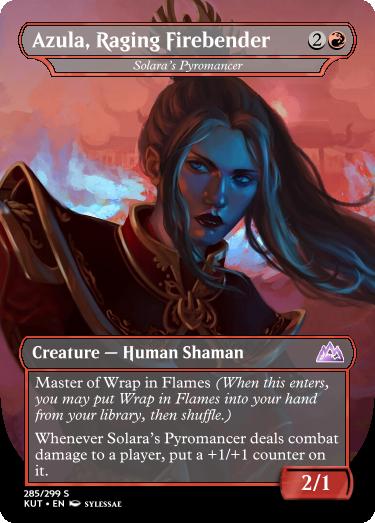 Azula, Raging Firebender 2
Solara's Pyromancer
Creature — Human Shaman
Master of Wrap in Flames (When this enters,
you may put Wrap in Flames into your hand
from your library, then shuffle.)
Whenever Solara's Pyromancer deals combat
damage to a player, put a +1/+1 counter on
it.
2/1
285/299 S
KUT • EN SYLESSAE